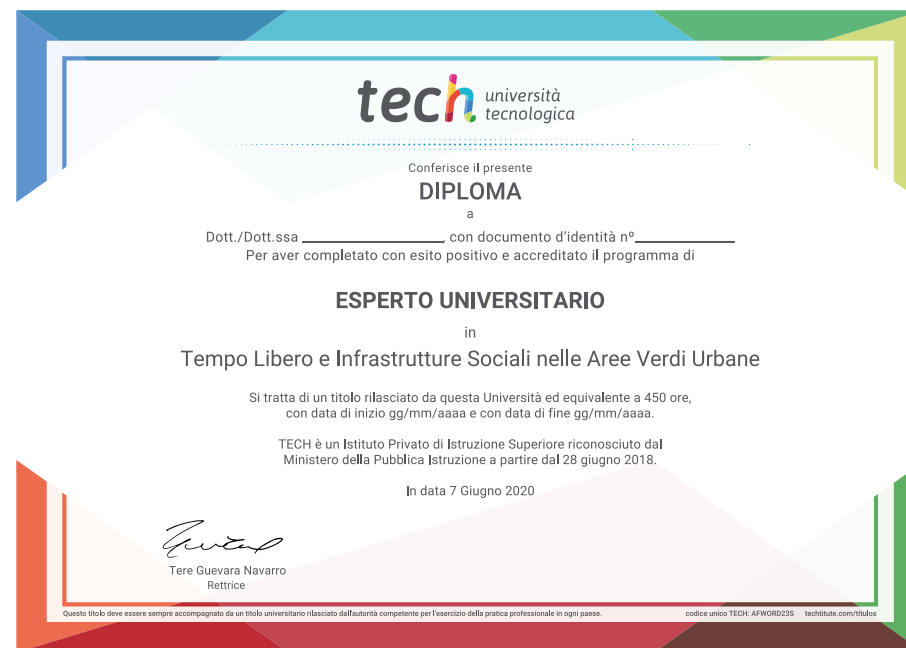 tech università
tecnologica
Conferisce il presente
DIPLOMA
a
Dott./Dott.ssa ____________, con documento d'identità nº____________
Per aver completato con esito positivo e accreditato il programma di
ESPERTO UNIVERSITARIO
in
Tempo Libero e Infrastrutture Sociali nelle Aree Verdi Urbane
Si tratta di un titolo rilasciato da questa Università ed equivalente a 450 ore,
con data di inizio gg/mm/aaaa e con data di fine gg/mm/aaaa.
TECH è un Istituto Privato di Istruzione Superiore riconosciuto dal
Ministero della Pubblica Istruzione a partire dal 28 giugno 2018.
In data 7 Giugno 2020
Tere Guevara Navarro
Rettrice
Questo titolo deve essere sempre accompagnato da un titolo universitario rilasciato dall'autorità competente per l'esercizio della pratica professionale in ogni paese. codice unico TECH: AFWORD23S techtitute.com/títulos